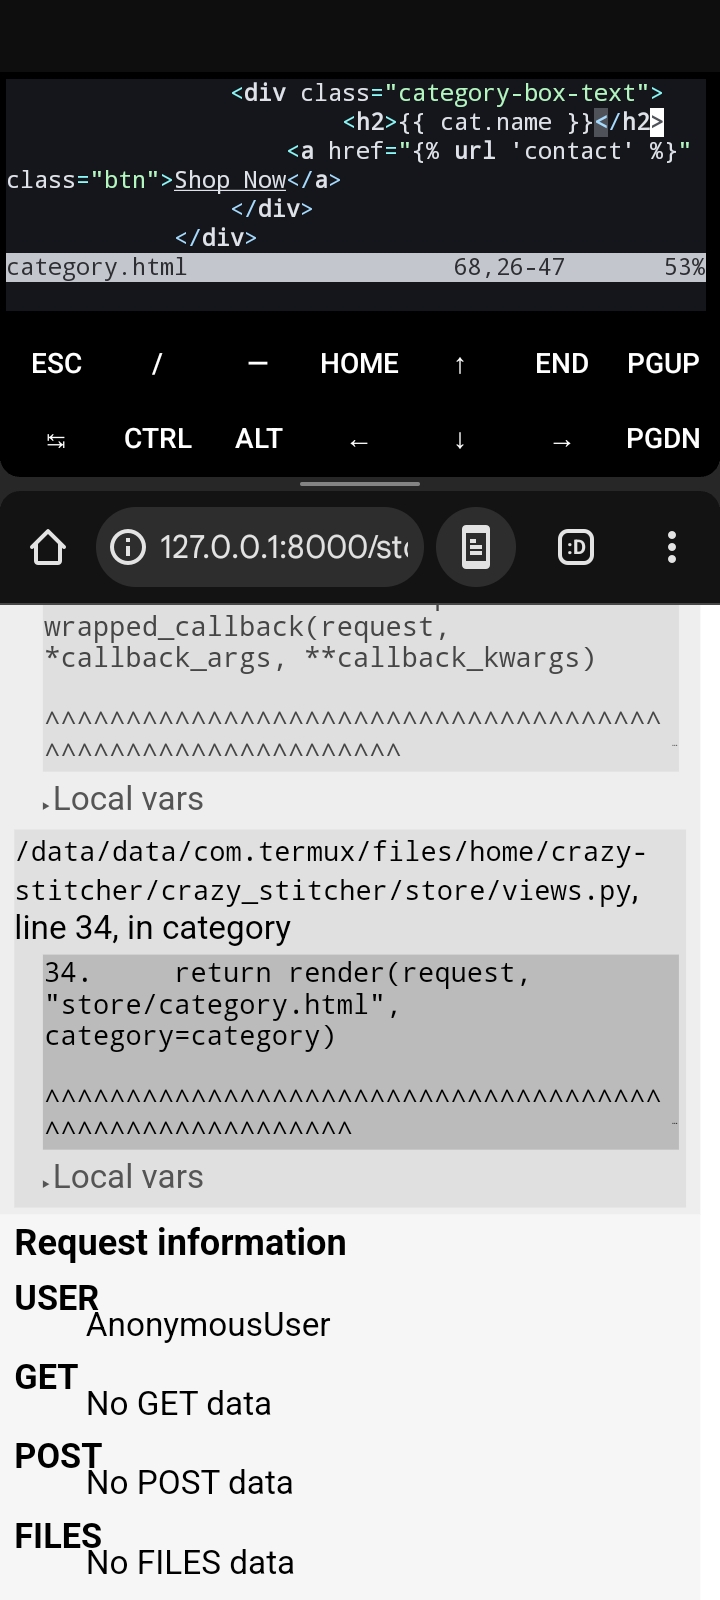 <div class="category-box-text">
<h2>{{ cat.name }}</h2>
<a href="{% url 'contact' %}"
class="btn">Shop Now</a>
</div>
</div>
category.html 68,26-47 53%
ESC / — HOME ↑ END PGUP
↹ CTRL ALT ← ↓ → PGDN
127.0.0.1:8000/sto
:D
wrapped_callback(request,
*callback_args, **callback_kwargs)
^^^^^^^^^^^^^^^^^^^^^^^^^^^^^^^^^^^^^^
^^^^^^^^^^^^^^^^^^^^^^
…
▸Local vars
/data/data/com.termux/files/home/crazy-
stitcher/crazy_stitcher/store/views.py,
line 34, in category
34. return render(request,
"store/category.html",
category=category)
^^^^^^^^^^^^^^^^^^^^^^^^^^^^^^^^^^^^^^
^^^^^^^^^^^^^^^^^^^
…
▸Local vars
Request information
USER
AnonymousUser
GET
No GET data
POST
No POST data
FILES
No FILES data